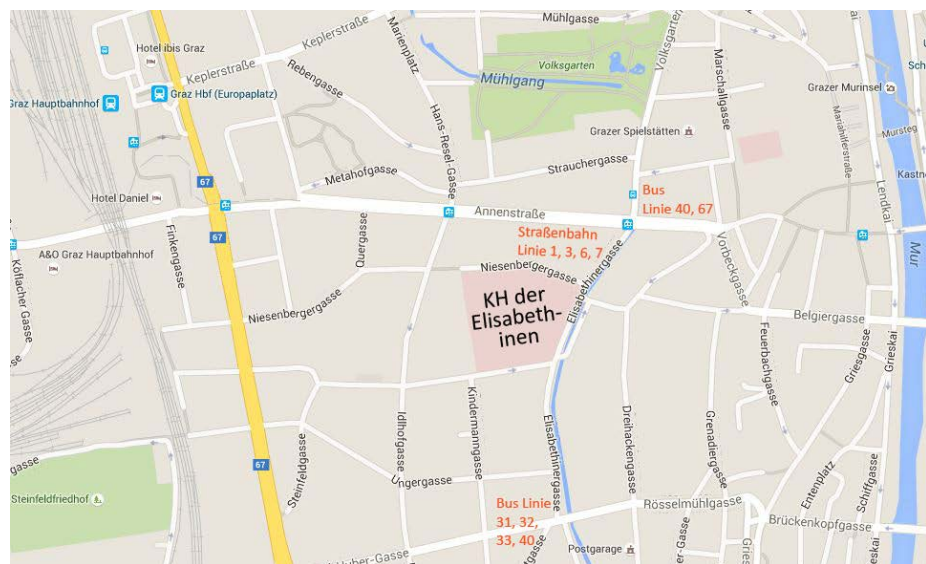 Mühlgasse
Hotel ibis Graz
Keplerstraße
Keplerstraße
Marienplatz
Volksgarten
Volksgarten
Mühlgang
Rebengasse
Marschallgasse
Grazer Murinsel
Graz Hbf (Europaplatz)
Graz Hauptbahnhof
Hans-Resel-Gasse
Grazer Spielstätten
Mariahilferstraße
Mursteg
Strauchergasse
Metahofgasse
67
Hotel Daniel
Bus
Linie 40, 67
Lendkai
Annenstraße
Straßenbahn
Linie 1, 3, 6, 7
67
Finkengasse
Quergasse
Vorbeckgasse
Mur
A&O Graz Hauptbahnhof
Köflacher Gasse
Niesenbergergasse
Niesenbergergasse
Elisabethinergasse
KH der
Elisabeth-
inen
Belgiergasse
Feuerbachgasse
Griesgasse
Grieskai
Idlhofgasse
Kindermanngasse
Elisabethinergasse
Dreihackengasse
Grenadiergasse
Steinfeldgasse
67
Ungergasse
Entenplatz
Schiffgasse
Steinfeldfriedhof
Rösselmühlgasse
Bus Linie
31, 32,
33, 40
Brückenkopfgasse
Postgarage
Grieskai